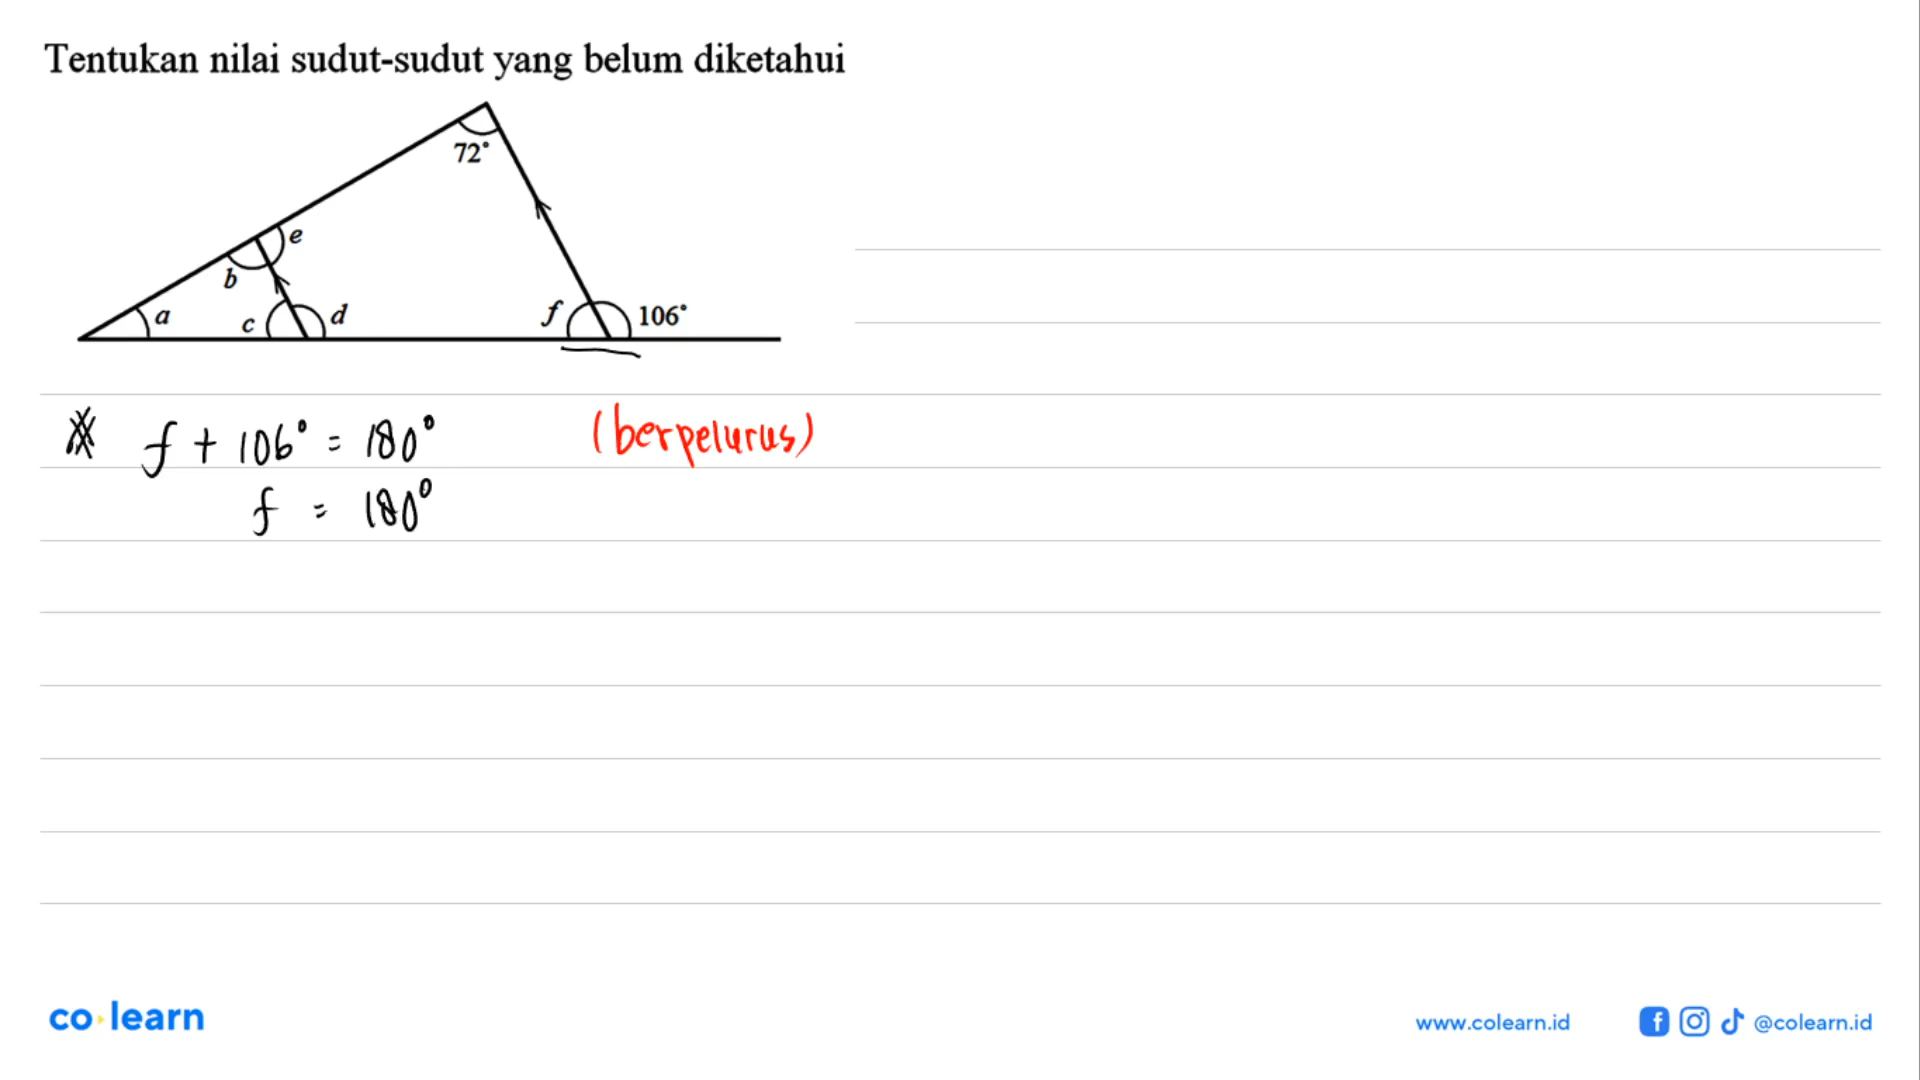 Tentukan nilai sudut-sudut yang belum diketahui
72°
e
b
a
c
d
f
106°
* f + 106° = 180° (berpelurus)
f = 180°
co learn
www.colearn.id
@colearn.id